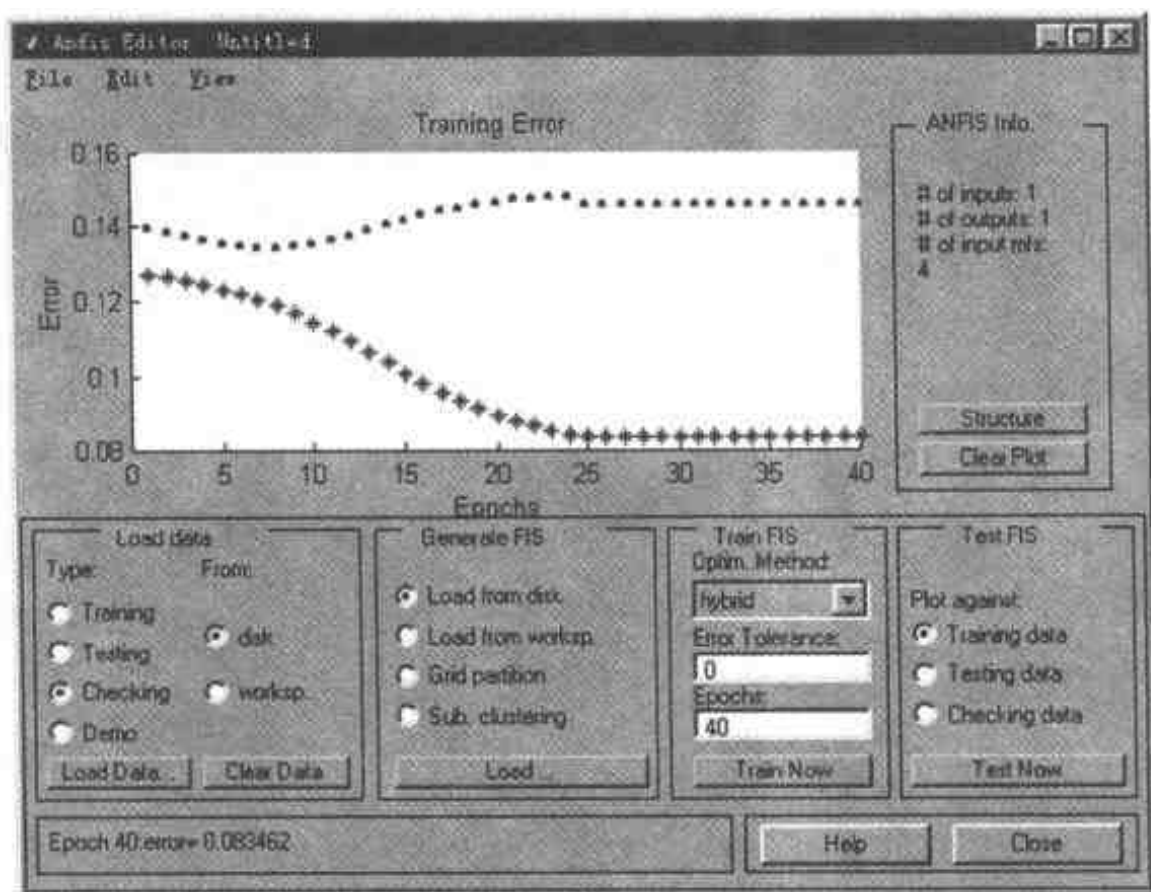 Anfis Editor Untitled
File Edit View
Training Error
0.16
0.14
0.12
0.1
0.08
Error
0 5 10 15 20 25 30 35 40
Epochs
ANFIS Info.
# of inputs: 1
# of outputs: 1
# of input mfs:
4
Structure
Clear Plot
Load data
Type: From:
Training
Testing
Checking
Demo
disk
worksp.
Load Data... Clear Data
Generate FIS
Load from disk
Load from worksp.
Grid partition
Sub. clustering
Load ...
Train FIS
Optim. Method:
hybrid
Error Tolerance:
0
Epochs:
40
Train Now
Test FIS
Plot against:
Training data
Testing data
Checking data
Test Now
Epoch 40:error= 0.083462
Help Close